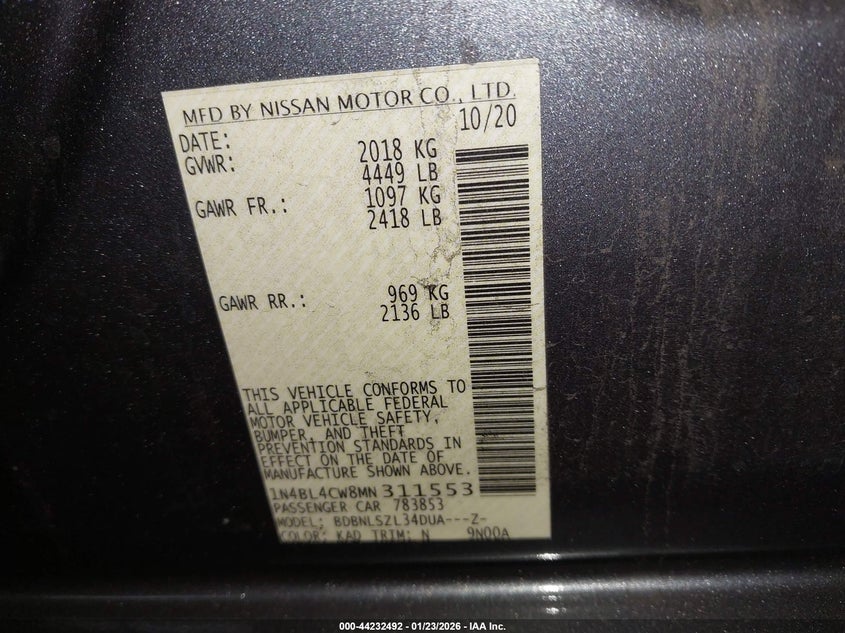 MFD BY NISSAN MOTOR CO., LTD.
DATE: 10/20
GVWR: 2018 KG
4449 LB
GAWR FR.: 1097 KG
2418 LB
GAWR RR.: 969 KG
2136 LB
THIS VEHICLE CONFORMS TO
ALL APPLICABLE FEDERAL
MOTOR VEHICLE SAFETY,
BUMPER, AND THEFT
PREVENTION STANDARDS IN
EFFECT ON THE DATE OF
MANUFACTURE SHOWN ABOVE.
1N4BL4CW8MN311553
PASSENGER CAR 783853
MODEL: BDBNLSZL34DUA---Z-
COLOR: KAD TRIM: N 9N00A
000-44232492 - 01/23/2026 - IAA Inc.